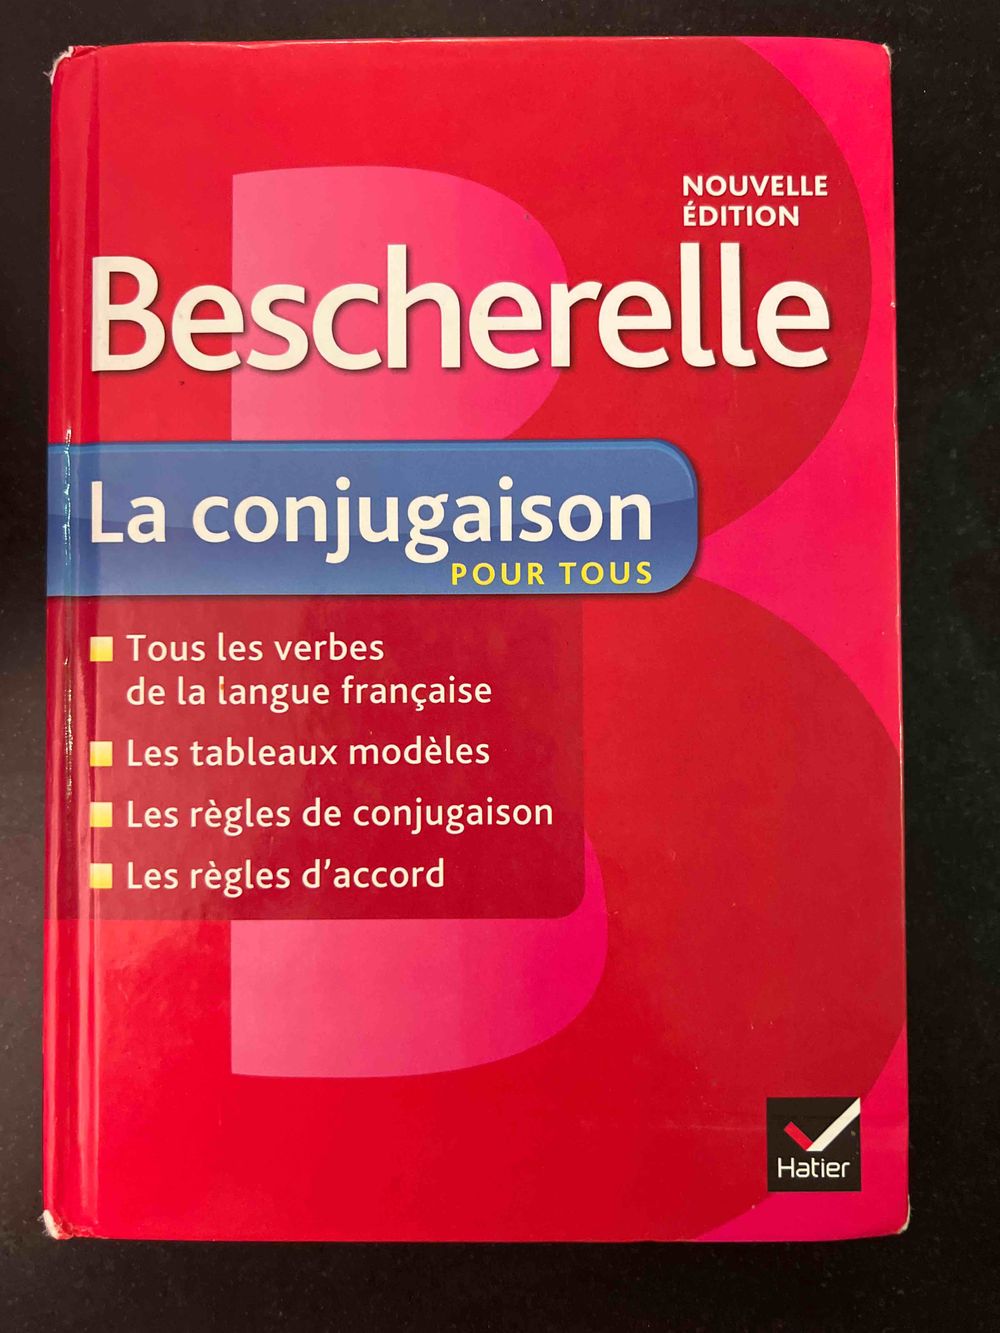 NOUVELLE
ÉDITION
Bescherelle
La conjugaison
POUR TOUS
Tous les verbes
de la langue française
Les tableaux modèles
Les règles de conjugaison
Les règles d'accord
Hatier